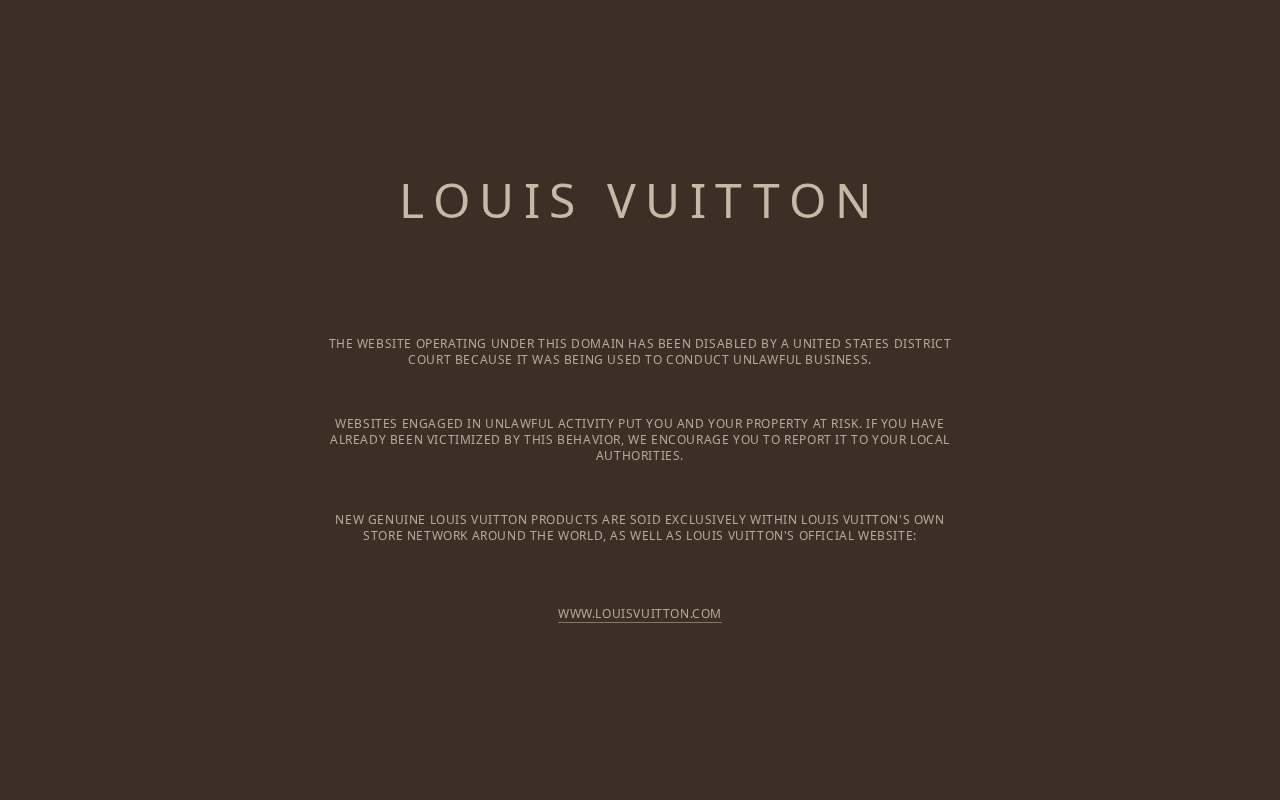 LOUIS VUITTON
THE WEBSITE OPERATING UNDER THIS DOMAIN HAS BEEN DISABLED BY A UNITED STATES DISTRICT
COURT BECAUSE IT WAS BEING USED TO CONDUCT UNLAWFUL BUSINESS.
WEBSITES ENGAGED IN UNLAWFUL ACTIVITY PUT YOU AND YOUR PROPERTY AT RISK. IF YOU HAVE
ALREADY BEEN VICTIMIZED BY THIS BEHAVIOR, WE ENCOURAGE YOU TO REPORT IT TO YOUR LOCAL
AUTHORITIES.
NEW GENUINE LOUIS VUITTON PRODUCTS ARE SOID EXCLUSIVELY WITHIN LOUIS VUITTON'S OWN
STORE NETWORK AROUND THE WORLD, AS WELL AS LOUIS VUITTON'S OFFICIAL WEBSITE:
WWW.LOUISVUITTON.COM